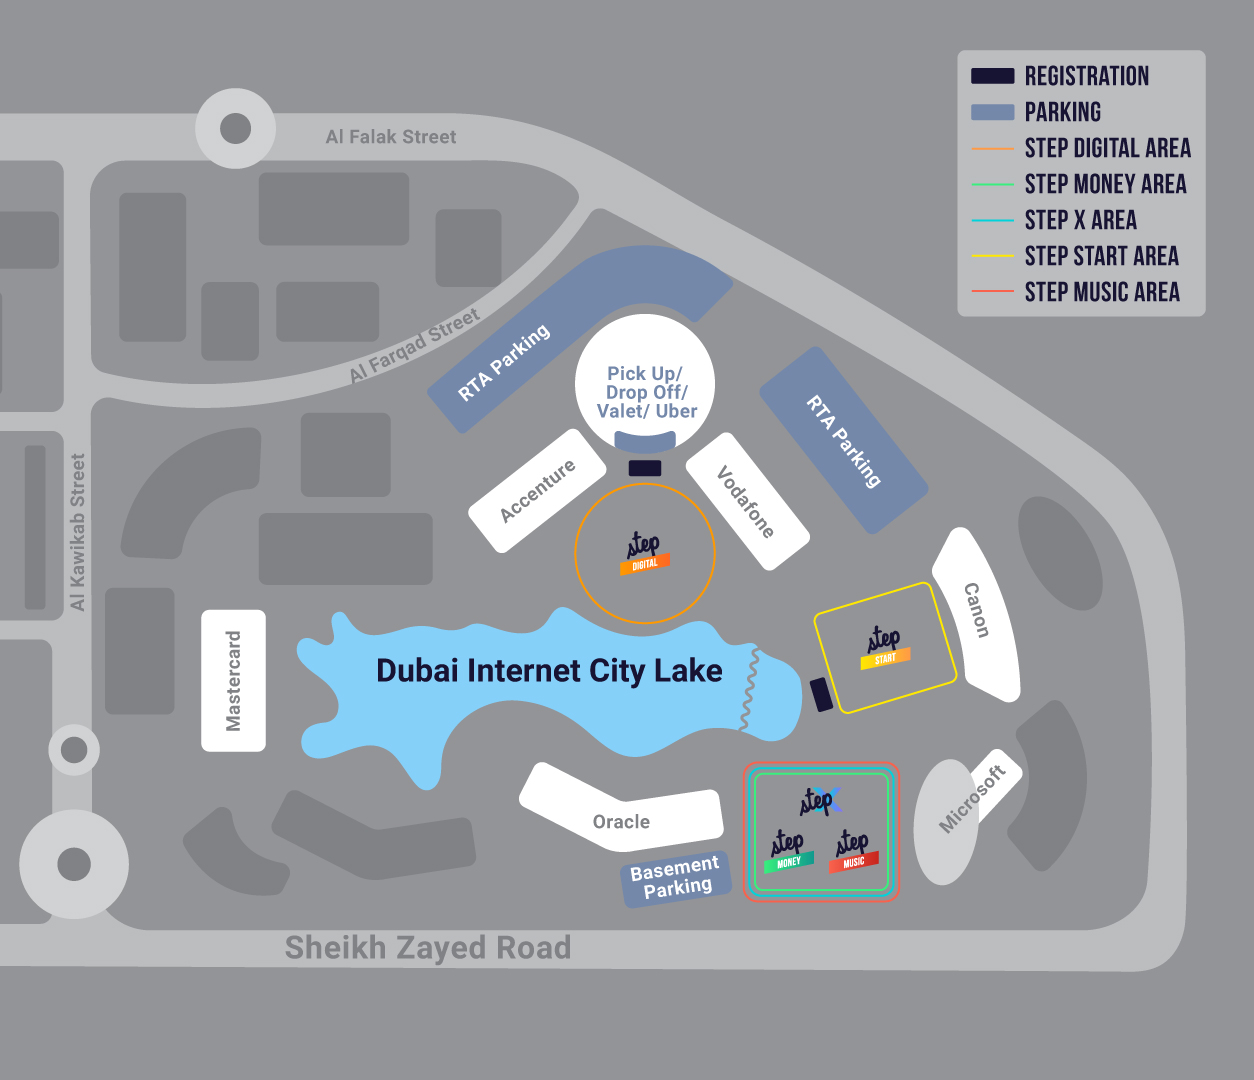 REGISTRATION
PARKING
STEP DIGITAL AREA
STEP MONEY AREA
STEP X AREA
STEP START AREA
STEP MUSIC AREA
Al Falak Street
Al Farqad Street
RTA Parking
Pick Up/
Drop Off/
Valet/ Uber
RTA Parking
Accenture
Vodafone
Al Kawikab Street
step
DIGITAL
Canon
step
START
Mastercard
Dubai Internet City Lake
Oracle
step X
Microsoft
step
MONEY
step
MUSIC
Basement
Parking
Sheikh Zayed Road